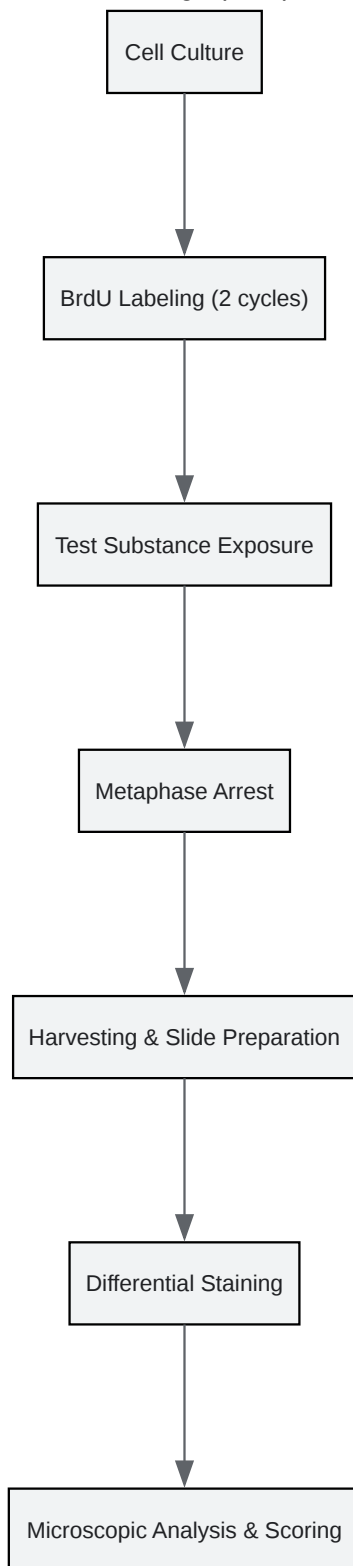 Cell Culture
BrdU Labeling (2 cycles)
Test Substance Exposure
Metaphase Arrest
Harvesting & Slide Preparation
Differential Staining
Microscopic Analysis & Scoring